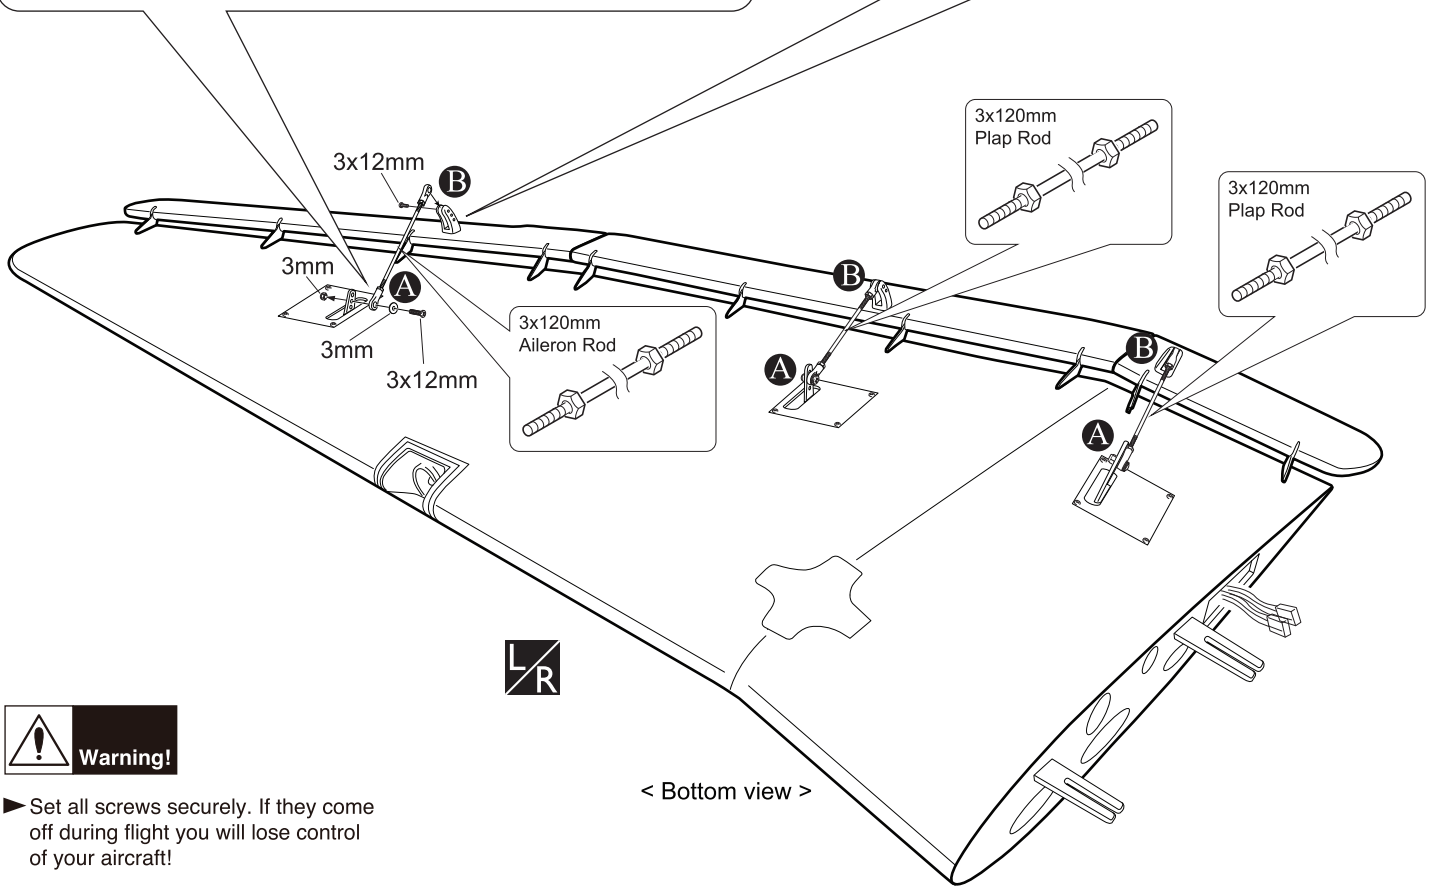 3x120mm
Plap Rod
3x12mm
B
3x120mm
Plap Rod
3mm
A
B
3x120mm
Aileron Rod
3mm
3x12mm
A
B
A
L/R
Warning!
< Bottom view >
► Set all screws securely. If they come
off during flight you will lose control
of your aircraft!